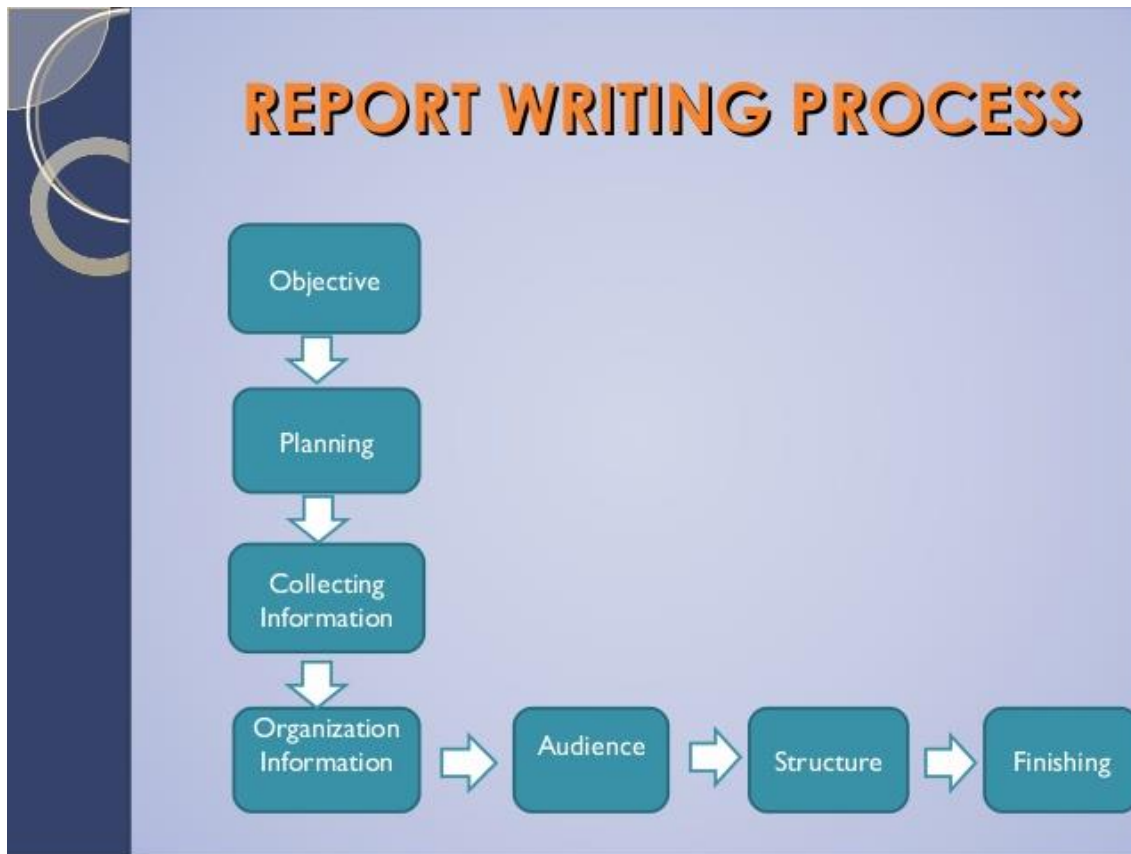 REPORT WRITING PROCESS
Objective
Planning
Collecting
Information
Organization
Information
Audience
Structure
Finishing